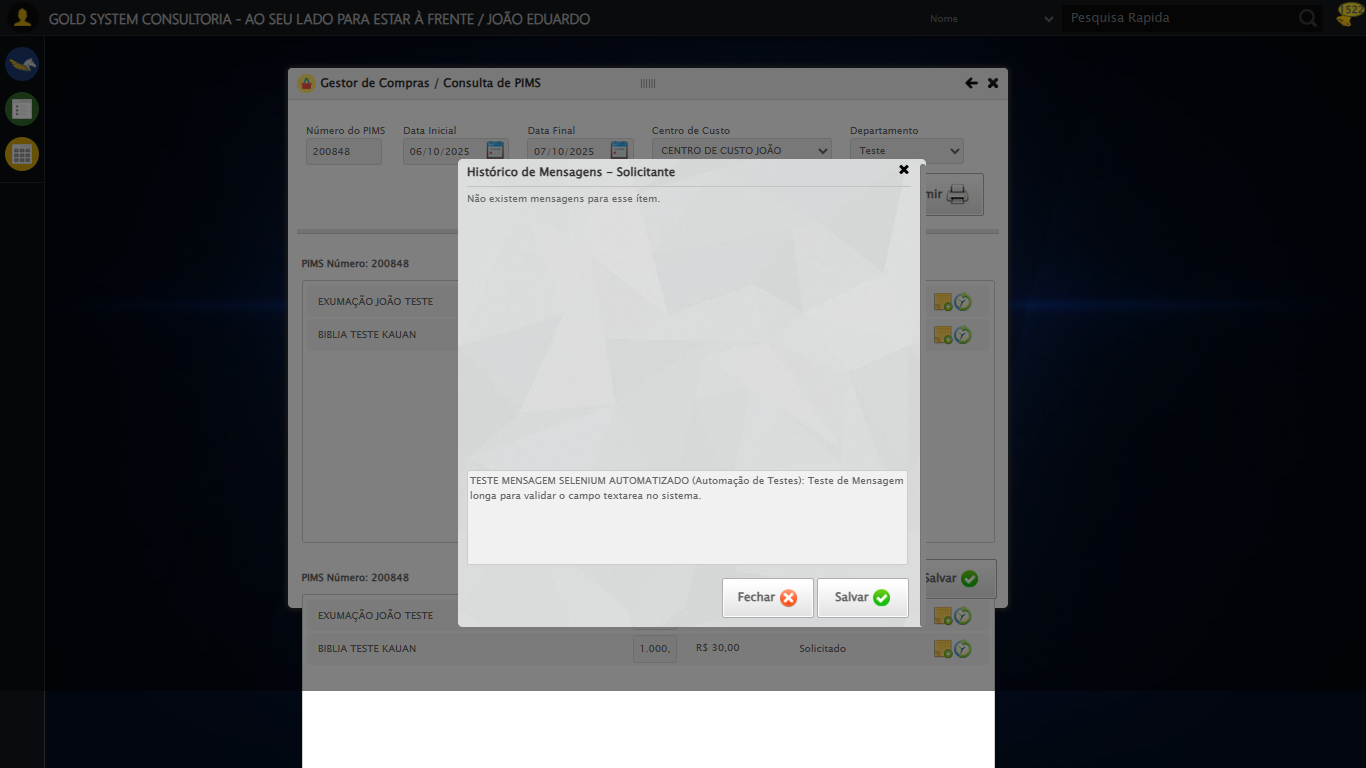 GOLD SYSTEM CONSULTORIA - AO SEU LADO PARA ESTAR À FRENTE / JOÃO EDUARDO
Nome
Pesquisa Rapida
1522
Gestor de Compras / Consulta de PIMS
Número do PIMS
Data Inicial
Data Final
Centro de Custo
Departamento
200848
06/10/2025
07/10/2025
CENTRO DE CUSTO JOÃO
Teste
Histórico de Mensagens - Solicitante
Não existem mensagens para esse ítem.
mir
PIMS Número: 200848
EXUMAÇÃO JOÃO TESTE
BIBLIA TESTE KAUAN
TESTE MENSAGEM SELENIUM AUTOMATIZADO (Automação de Testes): Teste de Mensagem
longa para validar o campo textarea no sistema.
Fechar
Salvar
PIMS Número: 200848
Salvar
EXUMAÇÃO JOÃO TESTE
BIBLIA TESTE KAUAN
1.000,
R$ 30,00
Solicitado